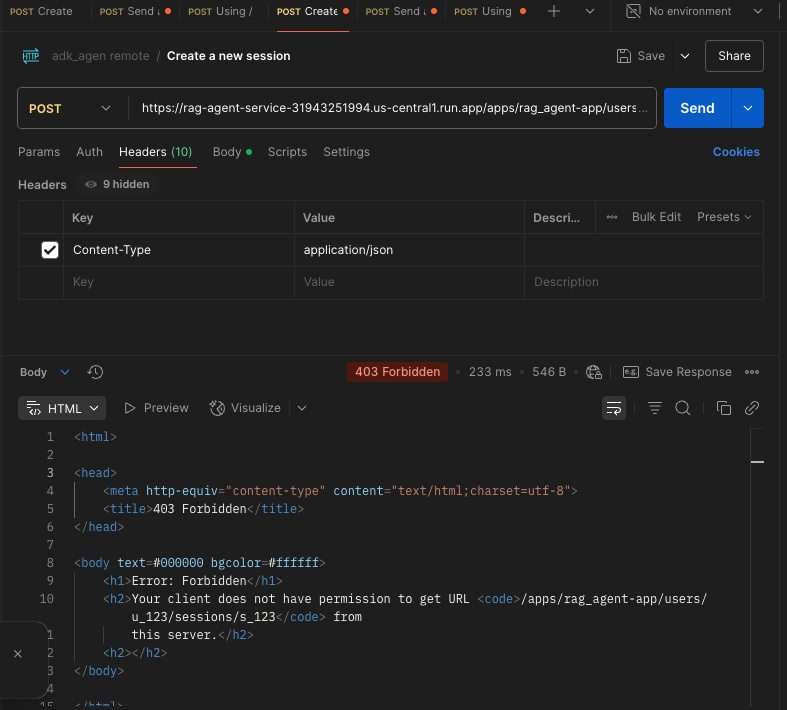 POST Create POST Send POST Using / POST Create POST Send POST Using No environment
HTTP adk_agen remote / Create a new session Save Share
POST https://rag-agent-service-31943251994.us-central1.run.app/apps/rag_agent-app/users... Send
Params Auth Headers (10) Body Scripts Settings Cookies
Headers 9 hidden
Key Value Descri... Bulk Edit Presets
Content-Type application/json
Key Value Description
Body 403 Forbidden 233 ms 546 B e.g. Save Response
HTML Preview Visualize
1 <html>
2
3 <head>
4 <meta http-equiv="content-type" content="text/html;charset=utf-8">
5 <title>403 Forbidden</title>
6 </head>
7
8 <body text=#000000 bgcolor=#ffffff>
9 <h1>Error: Forbidden</h1>
10 <h2>Your client does not have permission to get URL <code>/apps/rag_agent-app/users/
u_123/sessions/s_123</code> from
1 this server.</h2>
2 <h2></h2>
3 </body>
4
15 </html>